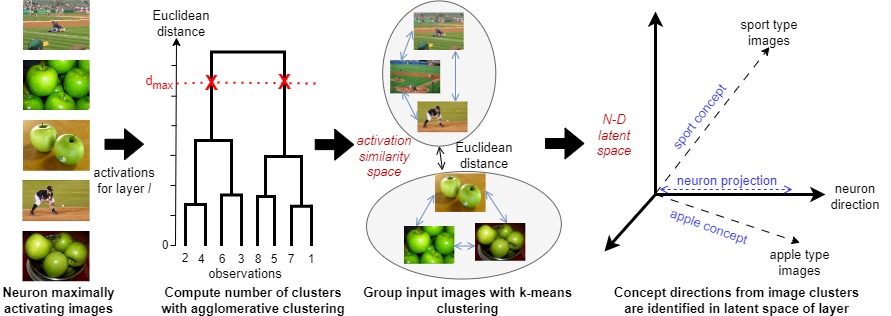 Euclidean
distance
d_max
0
2 4 6 3 8 5 7 1
observations
activations
for layer l
activation
similarity
space
Euclidean
distance
N-D
latent
space
sport type
images
sport concept
neuron projection
neuron
direction
apple concept
apple type
images
Neuron maximally
activating images
Compute number of clusters
with agglomerative clustering
Group input images with k-means
clustering
Concept directions from image clusters
are identified in latent space of layer